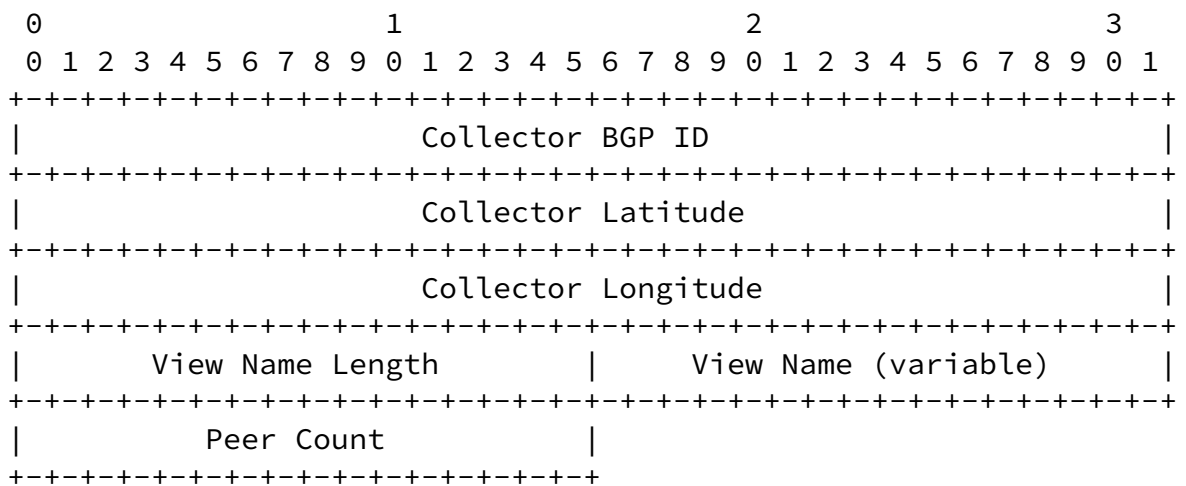 0                   1                   2                   3
 0 1 2 3 4 5 6 7 8 9 0 1 2 3 4 5 6 7 8 9 0 1 2 3 4 5 6 7 8 9 0 1
+-+-+-+-+-+-+-+-+-+-+-+-+-+-+-+-+-+-+-+-+-+-+-+-+-+-+-+-+-+-+-+-+
|                      Collector BGP ID                         |
+-+-+-+-+-+-+-+-+-+-+-+-+-+-+-+-+-+-+-+-+-+-+-+-+-+-+-+-+-+-+-+-+
|                      Collector Latitude                       |
+-+-+-+-+-+-+-+-+-+-+-+-+-+-+-+-+-+-+-+-+-+-+-+-+-+-+-+-+-+-+-+-+
|                      Collector Longitude                      |
+-+-+-+-+-+-+-+-+-+-+-+-+-+-+-+-+-+-+-+-+-+-+-+-+-+-+-+-+-+-+-+-+
|       View Name Length        |     View Name (variable)      |
+-+-+-+-+-+-+-+-+-+-+-+-+-+-+-+-+-+-+-+-+-+-+-+-+-+-+-+-+-+-+-+-+
|          Peer Count           |
+-+-+-+-+-+-+-+-+-+-+-+-+-+-+-+-+